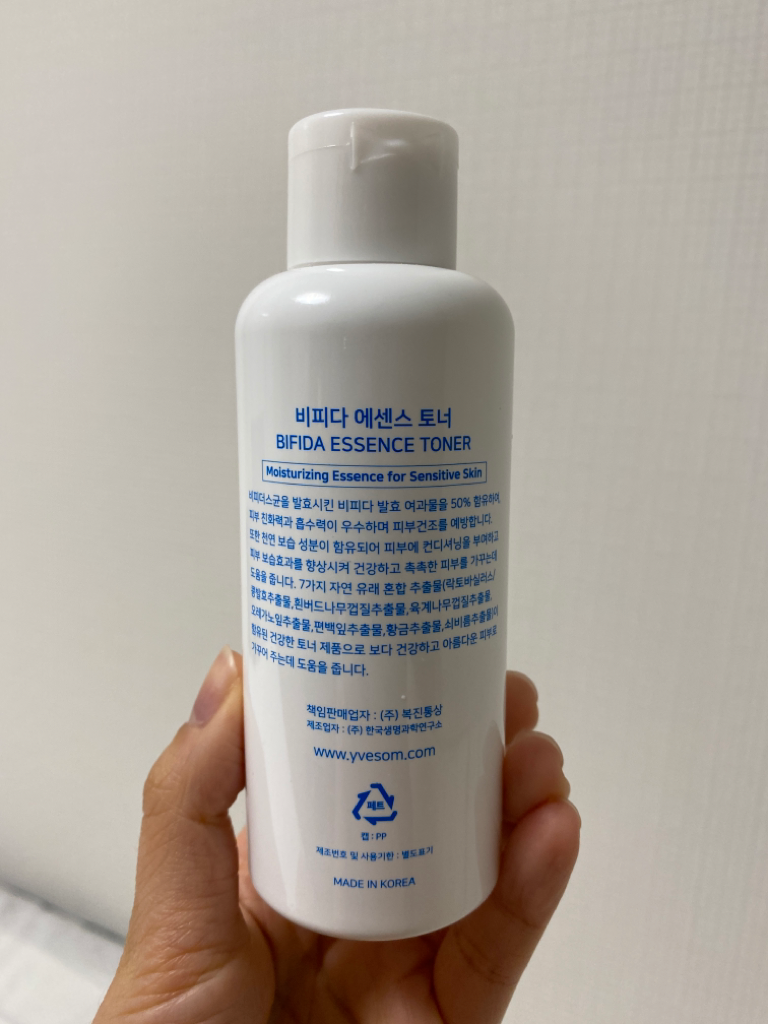 비피다 에센스 토너
BIFIDA ESSENCE TONER
Moisturizing Essence for Sensitive Skin
비피더스균을 발효시킨 비피다 발효 여과물을 50% 함유하여,
피부 친화력과 흡수력이 우수하며 피부건조를 예방합니다.
또한 천연 보습 성분이 함유되어 피부에 컨디셔닝을 부여하고
피부 보습효과를 향상시켜 건강하고 촉촉한 피부를 가꾸는데
도움을 줍니다. 7가지 자연 유래 혼합 추출물(락토바실러스/
콩발효추출물,흰버드나무껍질추출물,육계나무껍질추출물,
오레가노잎추출물,편백잎추출물,황금추출물,쇠비름추출물)이
함유된 건강한 토너 제품으로 보다 건강하고 아름다운 피부로
가꾸어 주는데 도움을 줍니다.
책임판매업자 : (주) 복진통상
제조업자 : (주) 한국생명과학연구소
www.yvesom.com
페트
캡 : PP
제조번호 및 사용기한 : 별도표기
MADE IN KOREA